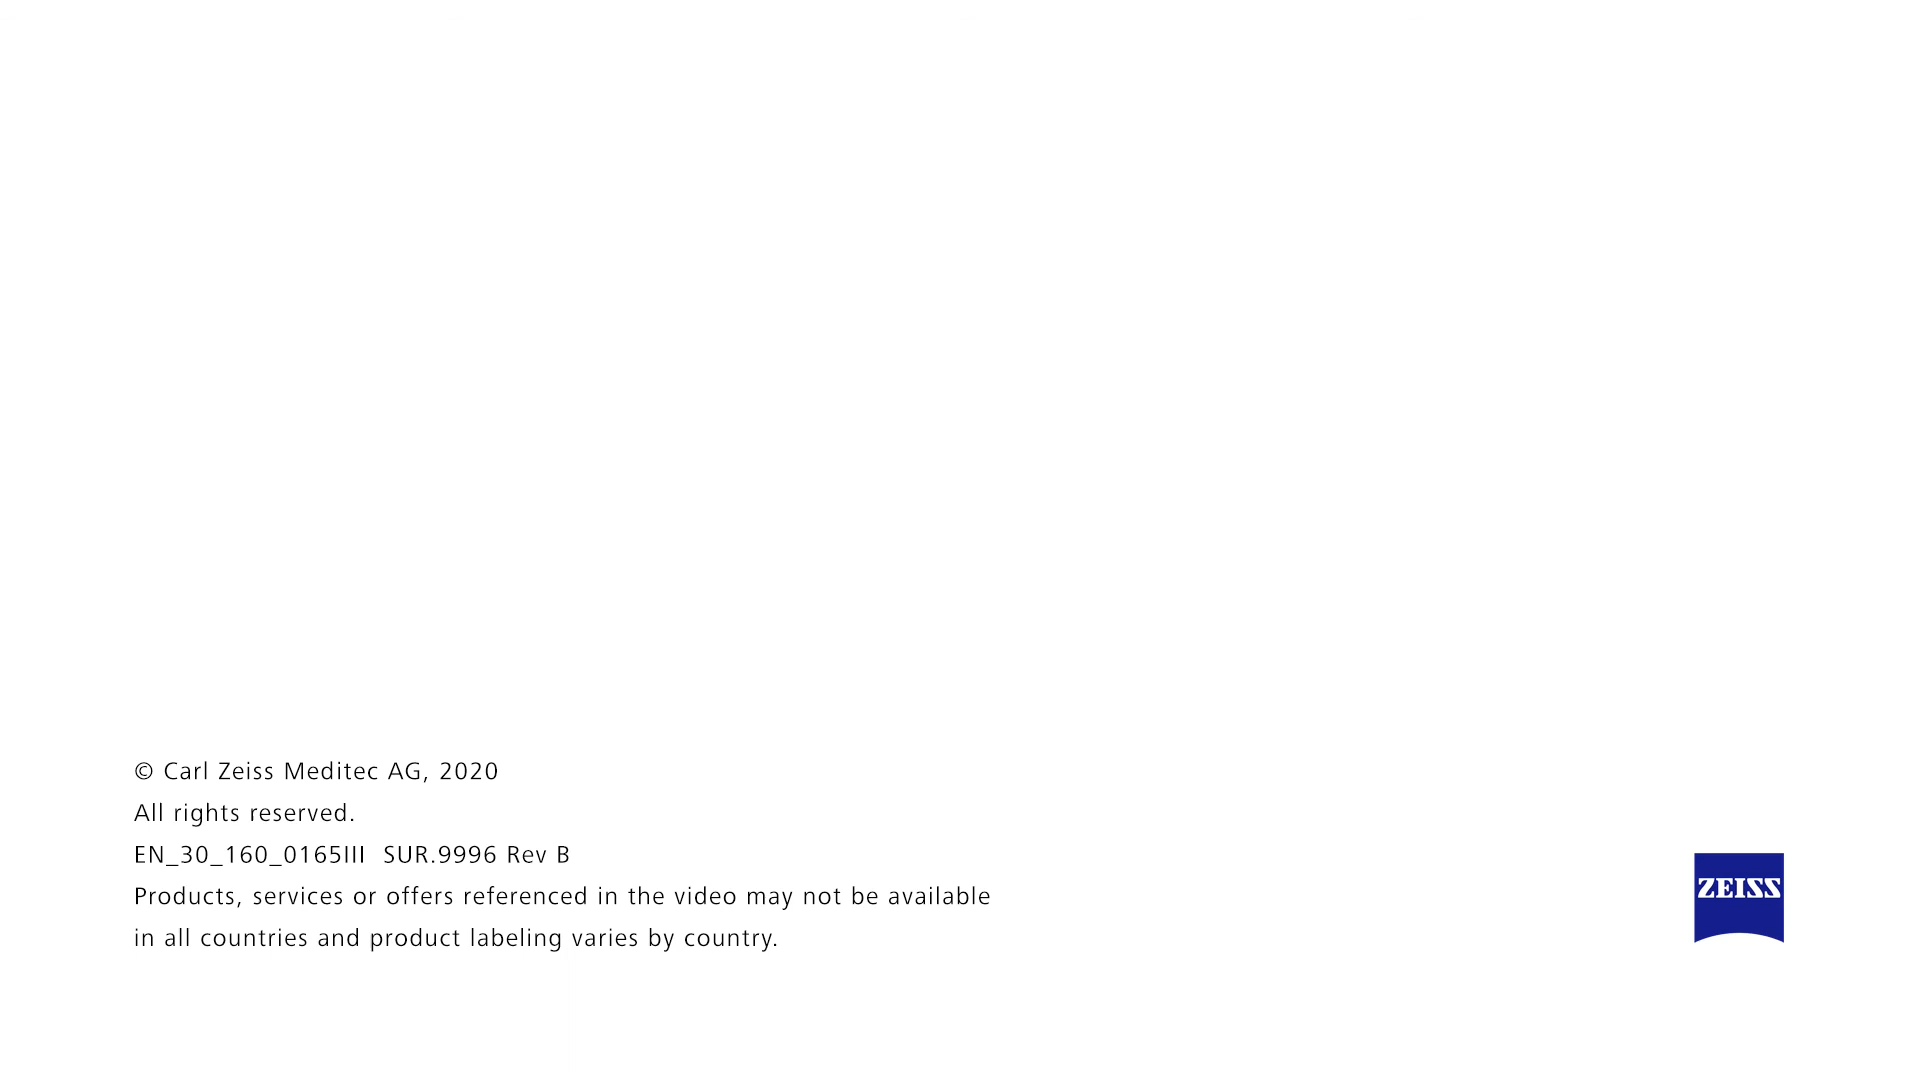 © Carl Zeiss Meditec AG, 2020
All rights reserved.
EN_30_160_0165III  SUR.9996 Rev B
Products, services or offers referenced in the video may not be available
in all countries and product labeling varies by country.
ZEISS